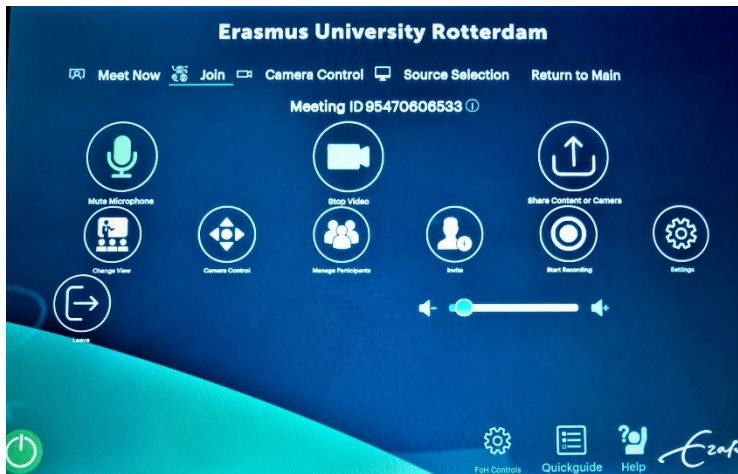 Erasmus University Rotterdam
Meet Now Join Camera Control Source Selection Return to Main
Meeting ID 95470606533
Mute Microphone Stop Video Share Content or Camera
Change View Camera Control Manage Participants Invite Start Recording Settings
Leave
FoH Controls Quickguide Help